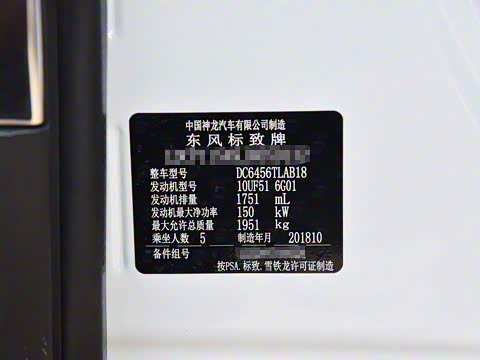 中国神龙汽车有限公司制造
东风标致牌
整车型号 DC6456TLAB18
发动机型号 10UF51 6G01
发动机排量 1751 mL
发动机最大净功率 150 kW
最大允许总质量 1951 kg
乘坐人数 5 制造年月 201810
备件组号
按PSA.标致.雪铁龙许可证制造